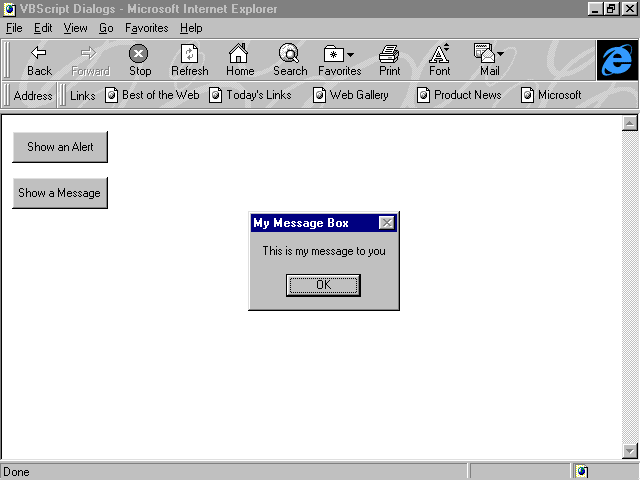 VBScript Dialogs - Microsoft Internet Explorer
File Edit View Go Favorites Help
Back Forward Stop Refresh Home Search Favorites Print Font Mail
Address Links Best of the Web Today's Links Web Gallery Product News Microsoft
Show an Alert
Show a Message
My Message Box
This is my message to you
OK
Done